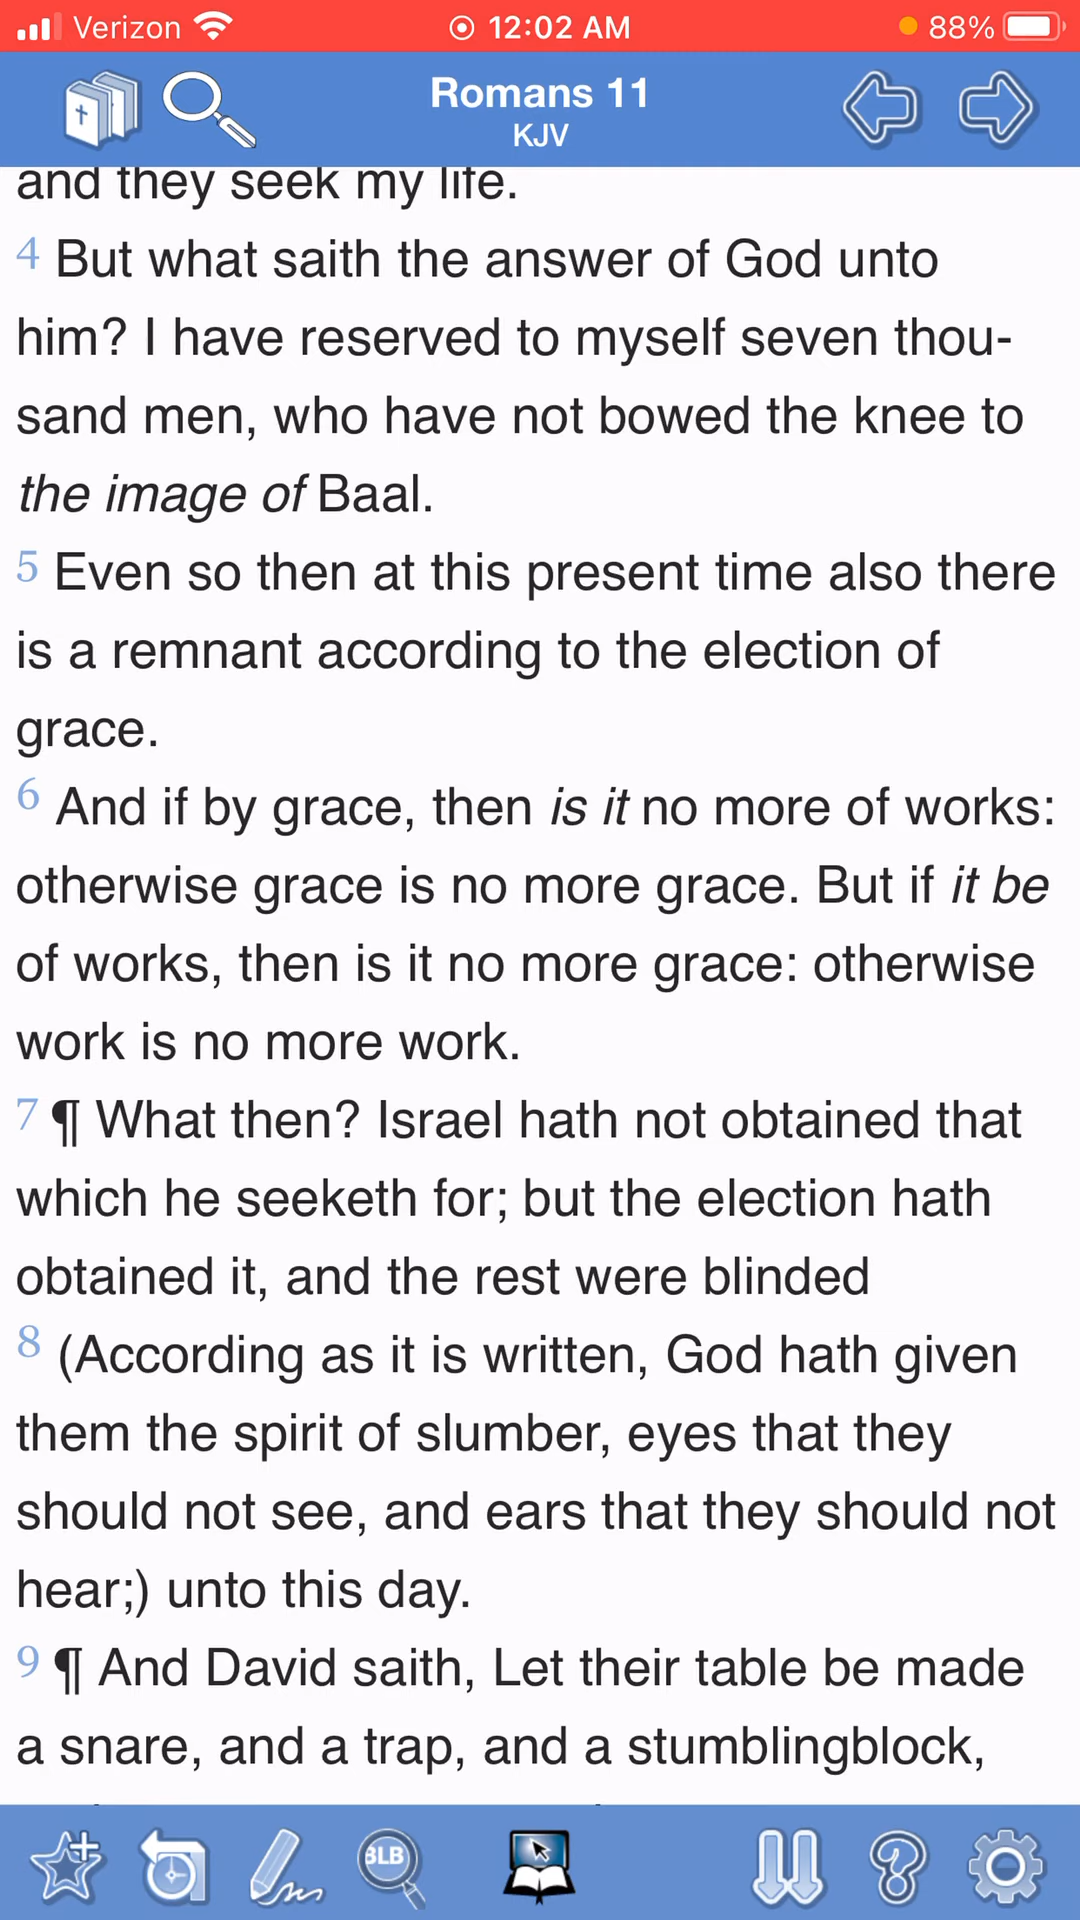 Verizon 12:02 AM 88%
Romans 11
KJV
and they seek my life.
4 But what saith the answer of God unto
him? I have reserved to myself seven thou-
sand men, who have not bowed the knee to
the image of Baal.
5 Even so then at this present time also there
is a remnant according to the election of
grace.
6 And if by grace, then is it no more of works:
otherwise grace is no more grace. But if it be
of works, then is it no more grace: otherwise
work is no more work.
7 ¶ What then? Israel hath not obtained that
which he seeketh for; but the election hath
obtained it, and the rest were blinded
8 (According as it is written, God hath given
them the spirit of slumber, eyes that they
should not see, and ears that they should not
hear;) unto this day.
9 ¶ And David saith, Let their table be made
a snare, and a trap, and a stumblingblock,
BLB